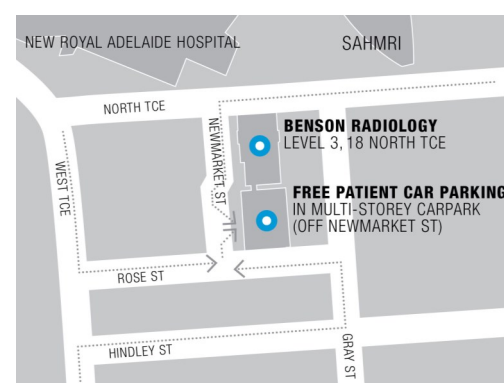 NEW ROYAL ADELAIDE HOSPITAL
SAHMRI
NORTH TCE
NEWMARKET ST
WEST TCE
BENSON RADIOLOGY
LEVEL 3, 18 NORTH TCE
FREE PATIENT CAR PARKING
IN MULTI-STOREY CARPARK
(OFF NEWMARKET ST)
ROSE ST
HINDLEY ST
GRAY ST